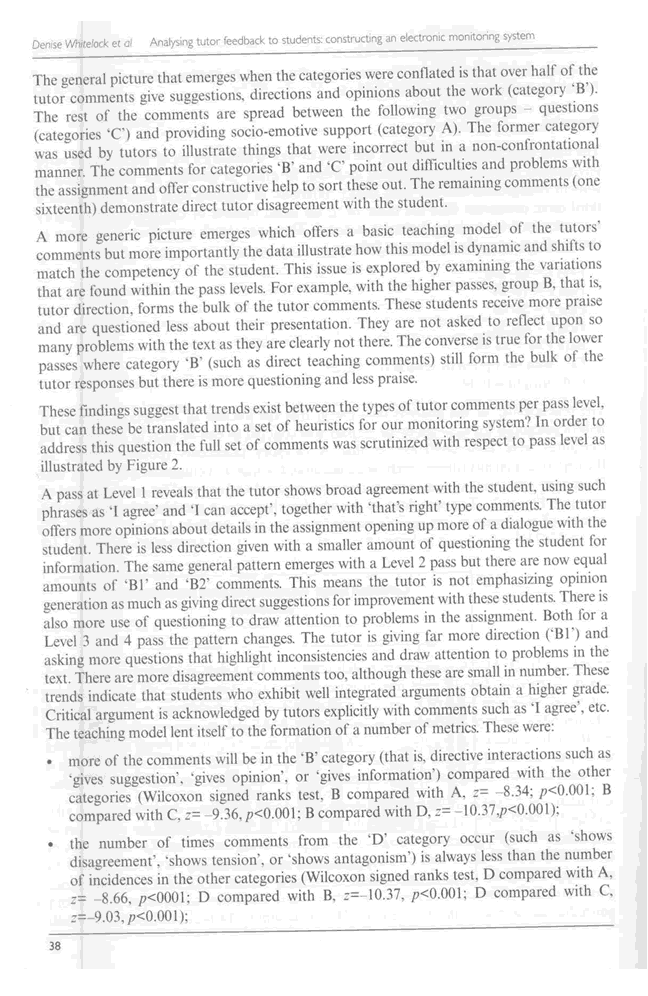 Denise Whitelock et al Analysing tutor feedback to students: constructing an electronic monitoring system
The general picture that emerges when the categories were conflated is that over half of the
tutor comments give suggestions, directions and opinions about the work (category ‘B’).
The rest of the comments are spread between the following two groups – questions
(categories ‘C’) and providing socio-emotive support (category A). The former category
was used by tutors to illustrate things that were incorrect but in a non-confrontational
manner. The comments for categories ‘B’ and ‘C’ point out difficulties and problems with
the assignment and offer constructive help to sort these out. The remaining comments (one
sixteenth) demonstrate direct tutor disagreement with the student.
A more generic picture emerges which offers a basic teaching model of the tutors’
comments but more importantly the data illustrate how this model is dynamic and shifts to
match the competency of the student. This issue is explored by examining the variations
that are found within the pass levels. For example, with the higher passes, group B, that is,
tutor direction, forms the bulk of the tutor comments. These students receive more praise
and are questioned less about their presentation. They are not asked to reflect upon so
many problems with the text as they are clearly not there. The converse is true for the lower
passes where category ‘B’ (such as direct teaching comments) still form the bulk of the
tutor responses but there is more questioning and less praise.
These findings suggest that trends exist between the types of tutor comments per pass level,
but can these be translated into a set of heuristics for our monitoring system? In order to
address this question the full set of comments was scrutinized with respect to pass level as
illustrated by Figure 2.
A pass at Level 1 reveals that the tutor shows broad agreement with the student, using such
phrases as ‘I agree’ and ‘I can accept’, together with ‘that’s right’ type comments. The tutor
offers more opinions about details in the assignment opening up more of a dialogue with the
student. There is less direction given with a smaller amount of questioning the student for
information. The same general pattern emerges with a Level 2 pass but there are now equal
amounts of ‘B1’ and ‘B2’ comments. This means the tutor is not emphasizing opinion
generation as much as giving direct suggestions for improvement with these students. There is
also more use of questioning to draw attention to problems in the assignment. Both for a
Level 3 and 4 pass the pattern changes. The tutor is giving far more direction (‘B1’) and
asking more questions that highlight inconsistencies and draw attention to problems in the
text. There are more disagreement comments too, although these are small in number. These
trends indicate that students who exhibit well integrated arguments obtain a higher grade.
Critical argument is acknowledged by tutors explicitly with comments such as ‘I agree’, etc.
The teaching model lent itself to the formation of a number of metrics. These were:
• more of the comments will be in the ‘B’ category (that is, directive interactions such as
‘gives suggestion’, ‘gives opinion’, or ‘gives information’) compared with the other
categories (Wilcoxon signed ranks test, B compared with A, z= –8.34; p<0.001; B
compared with C, z= –9.36, p<0.001; B compared with D, z= –10.37,p<0.001);
• the number of times comments from the ‘D’ category occur (such as ‘shows
disagreement’, ‘shows tension’, or ‘shows antagonism’) is always less than the number
of incidences in the other categories (Wilcoxon signed ranks test, D compared with A,
z= –8.66, p<0001; D compared with B, z=–10.37, p<0.001; D compared with C,
z=–9.03, p<0.001);
38